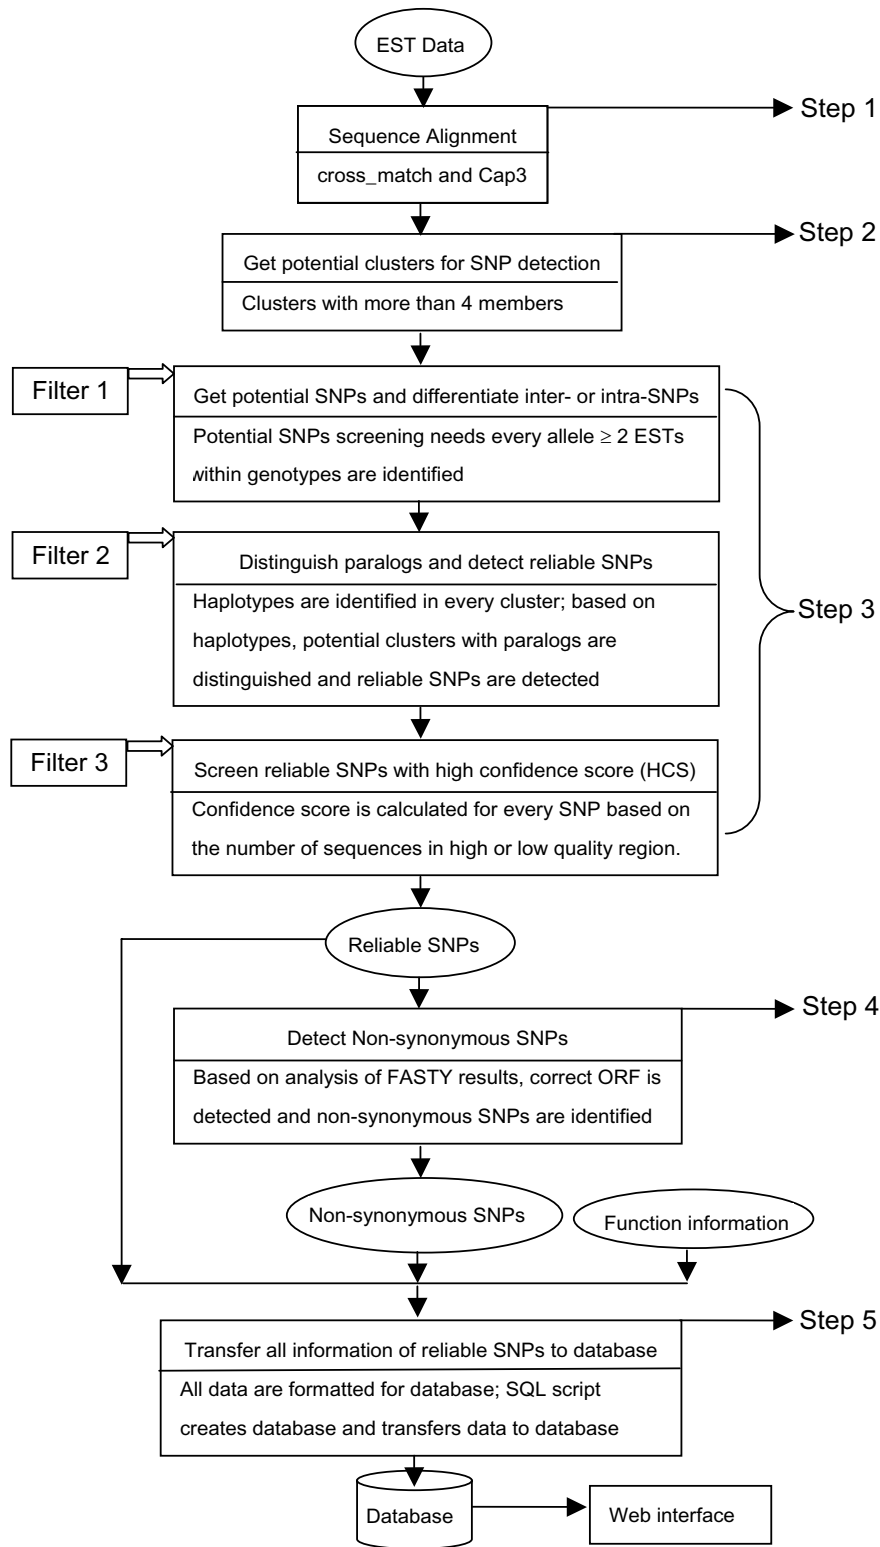 EST Data
Step 1
Sequence Alignment
cross_match and Cap3
Step 2
Get potential clusters for SNP detection
Clusters with more than 4 members
Filter 1
Get potential SNPs and differentiate inter- or intra-SNPs
Potential SNPs screening needs every allele ≥ 2 ESTs
within genotypes are identified
Filter 2
Distinguish paralogs and detect reliable SNPs
Haplotypes are identified in every cluster; based on
haplotypes, potential clusters with paralogs are
distinguished and reliable SNPs are detected
Step 3
Filter 3
Screen reliable SNPs with high confidence score (HCS)
Confidence score is calculated for every SNP based on
the number of sequences in high or low quality region.
Reliable SNPs
Step 4
Detect Non-synonymous SNPs
Based on analysis of FASTY results, correct ORF is
detected and non-synonymous SNPs are identified
Non-synonymous SNPs
Function information
Step 5
Transfer all information of reliable SNPs to database
All data are formatted for database; SQL script
creates database and transfers data to database
Database
Web interface